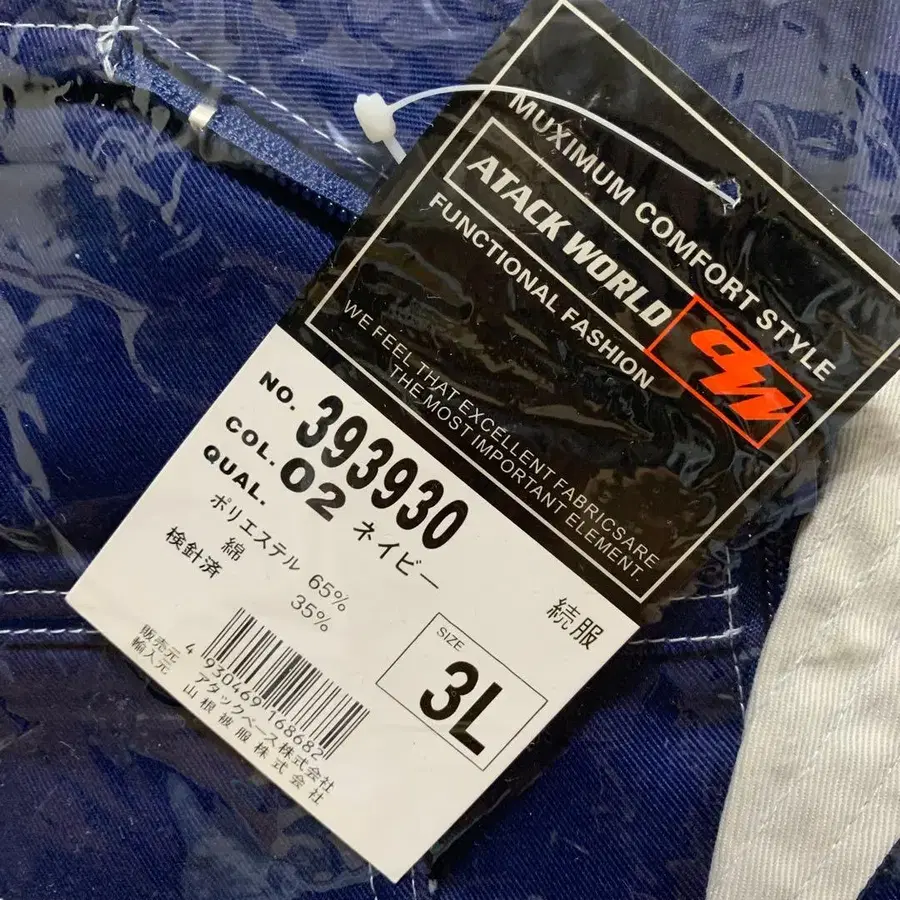 MUXIMUM COMFORT STYLE
ATACK WORLD
FUNCTIONAL FASHION
WE FEEL THAT EXCELLENT FABRICSARE
THE MOST IMPORTANT ELEMENT.
NO. 393930
COL. 02 ネイビー
QUAL.
ポリエステル 65%
綿 35%
検針済
続服
SIZE
3L
4 930469 168682
販売元 アタックベース株式会社
輸入元 山根被服株式会社